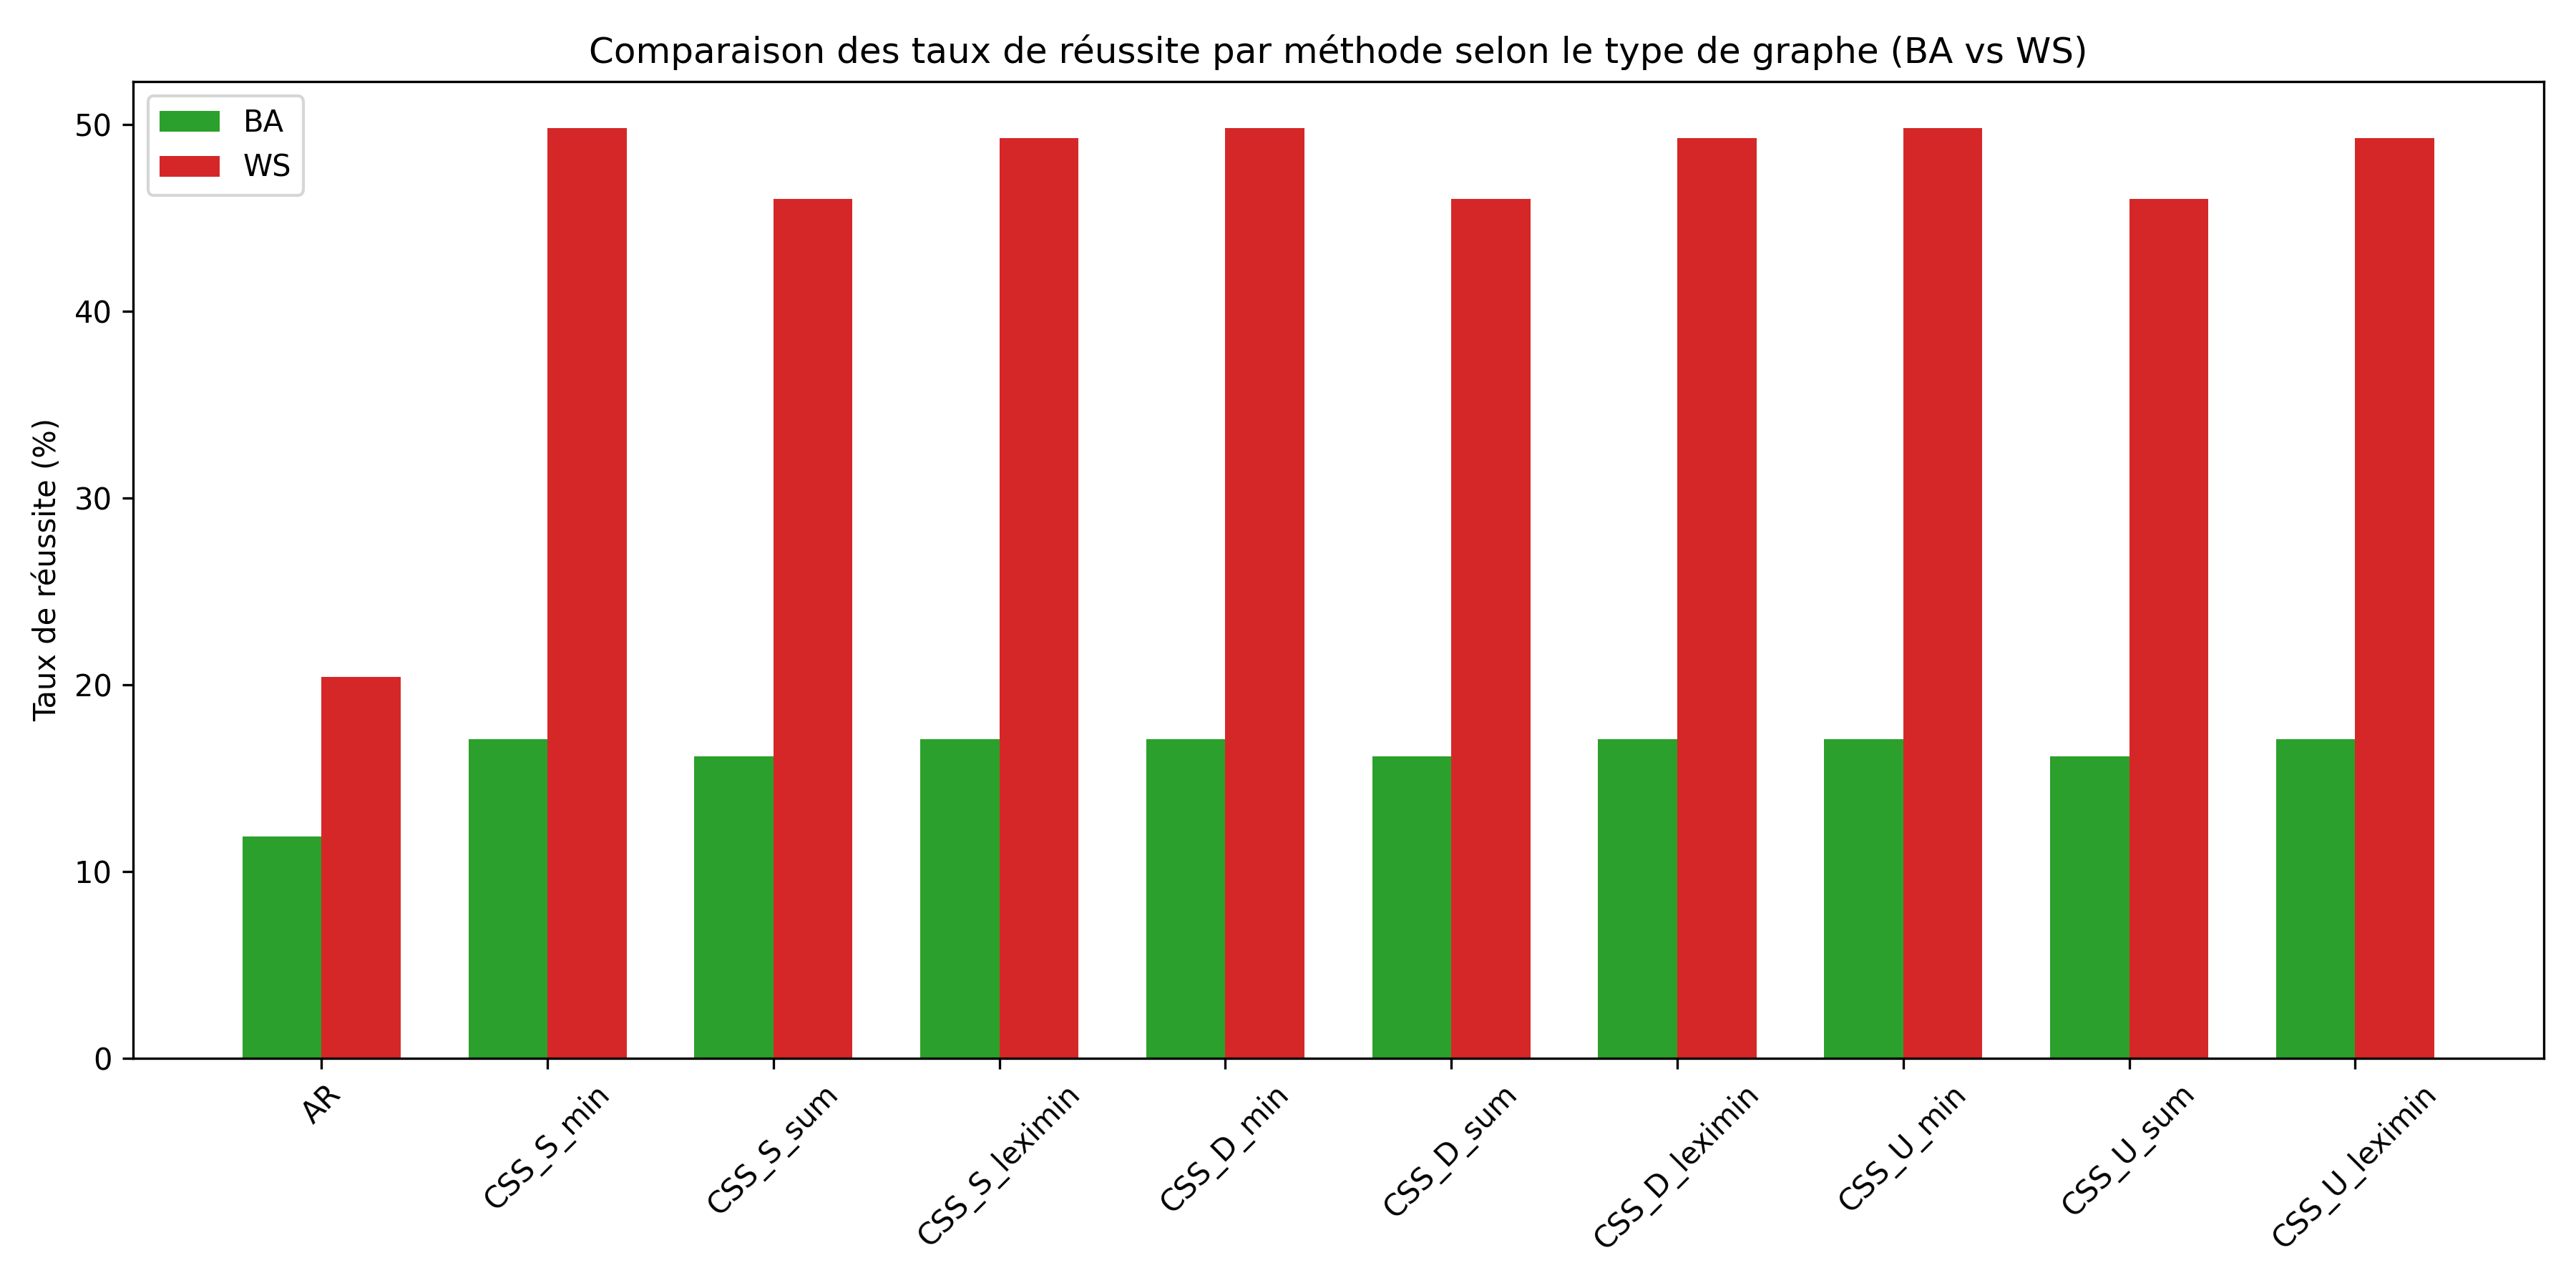 Comparaison des taux de réussite par méthode selon le type de graphe (BA vs WS)
BA
WS
Taux de réussite (%)
50
40
30
20
10
0
AR
CSS_S_min
CSS_S_sum
CSS_S_leximin
CSS_D_min
CSS_D_sum
CSS_D_leximin
CSS_U_min
CSS_U_sum
CSS_U_leximin